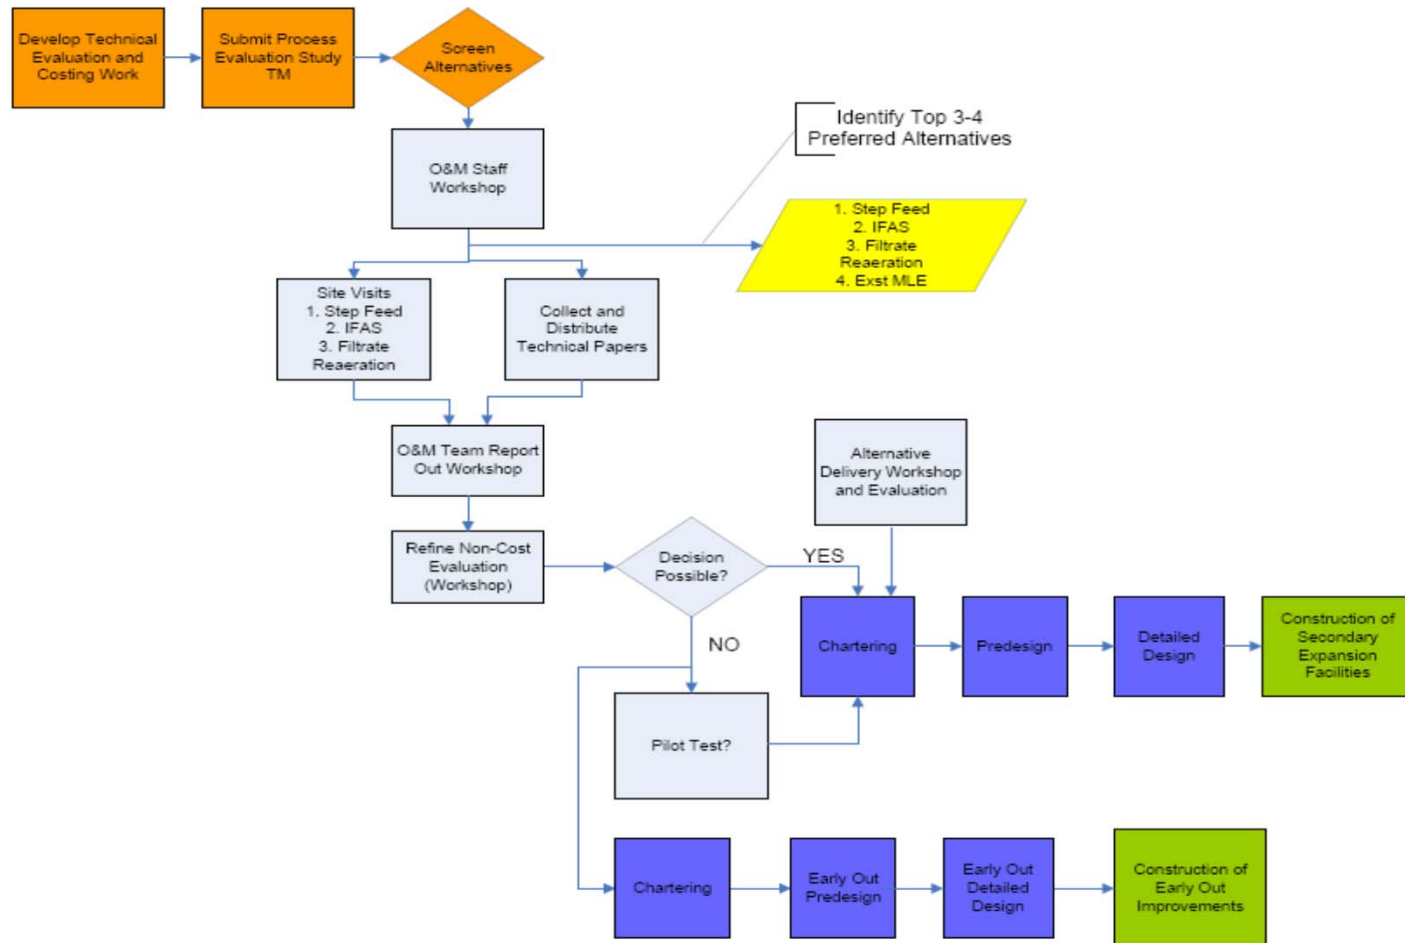 Develop Technical
Evaluation and
Costing Work
Submit Process
Evaluation Study
TM
Screen
Alternatives
Identify Top 3-4
Preferred Alternatives
O&M Staff
Workshop
1. Step Feed
2. IFAS
3. Filtrate
Reaeration
4. Exst MLE
Site Visits
1. Step Feed
2. IFAS
3. Filtrate
Reaeration
Collect and
Distribute
Technical Papers
O&M Team Report
Out Workshop
Alternative
Delivery Workshop
and Evaluation
Refine Non-Cost
Evaluation
(Workshop)
Decision
Possible?
YES
NO
Chartering
Predesign
Detailed
Design
Construction of
Secondary
Expansion
Facilities
Pilot Test?
Chartering
Early Out
Predesign
Early Out
Detailed
Design
Construction of
Early Out
Improvements